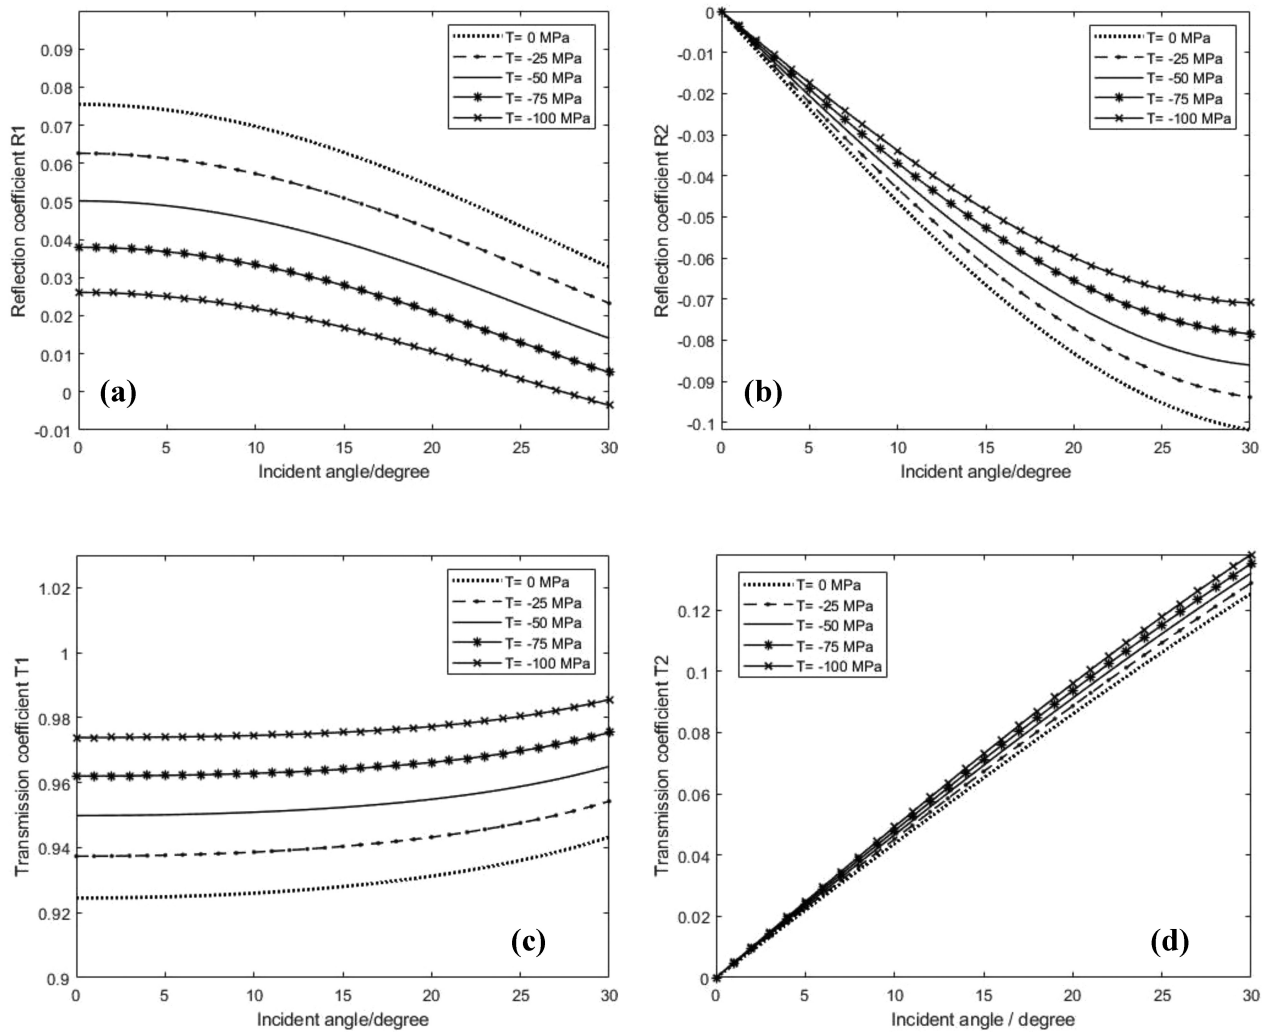 0.09
0.08
0.07
0.06
0.05
0.04
0.03
0.02
0.01
0
-0.01
Reflection coefficient R1
T= 0 MPa
T= -25 MPa
T= -50 MPa
T= -75 MPa
T= -100 MPa
(a)
0 5 10 15 20 25 30
Incident angle/degree
0
-0.01
-0.02
-0.03
-0.04
-0.05
-0.06
-0.07
-0.08
-0.09
-0.1
Reflection coefficient R2
T= 0 MPa
T= -25 MPa
T= -50 MPa
T= -75 MPa
T= -100 MPa
(b)
0 5 10 15 20 25 30
Incident angle/degree
1.02
1
0.98
0.96
0.94
0.92
0.9
Transmission coefficient T1
T= 0 MPa
T= -25 MPa
T= -50 MPa
T= -75 MPa
T= -100 MPa
(c)
0 5 10 15 20 25 30
Incident angle/degree
0.12
0.1
0.08
0.06
0.04
0.02
0
Transmission coefficient T2
T= 0 MPa
T= -25 MPa
T= -50 MPa
T= -75 MPa
T= -100 MPa
(d)
0 5 10 15 20 25 30
Incident angle / degree